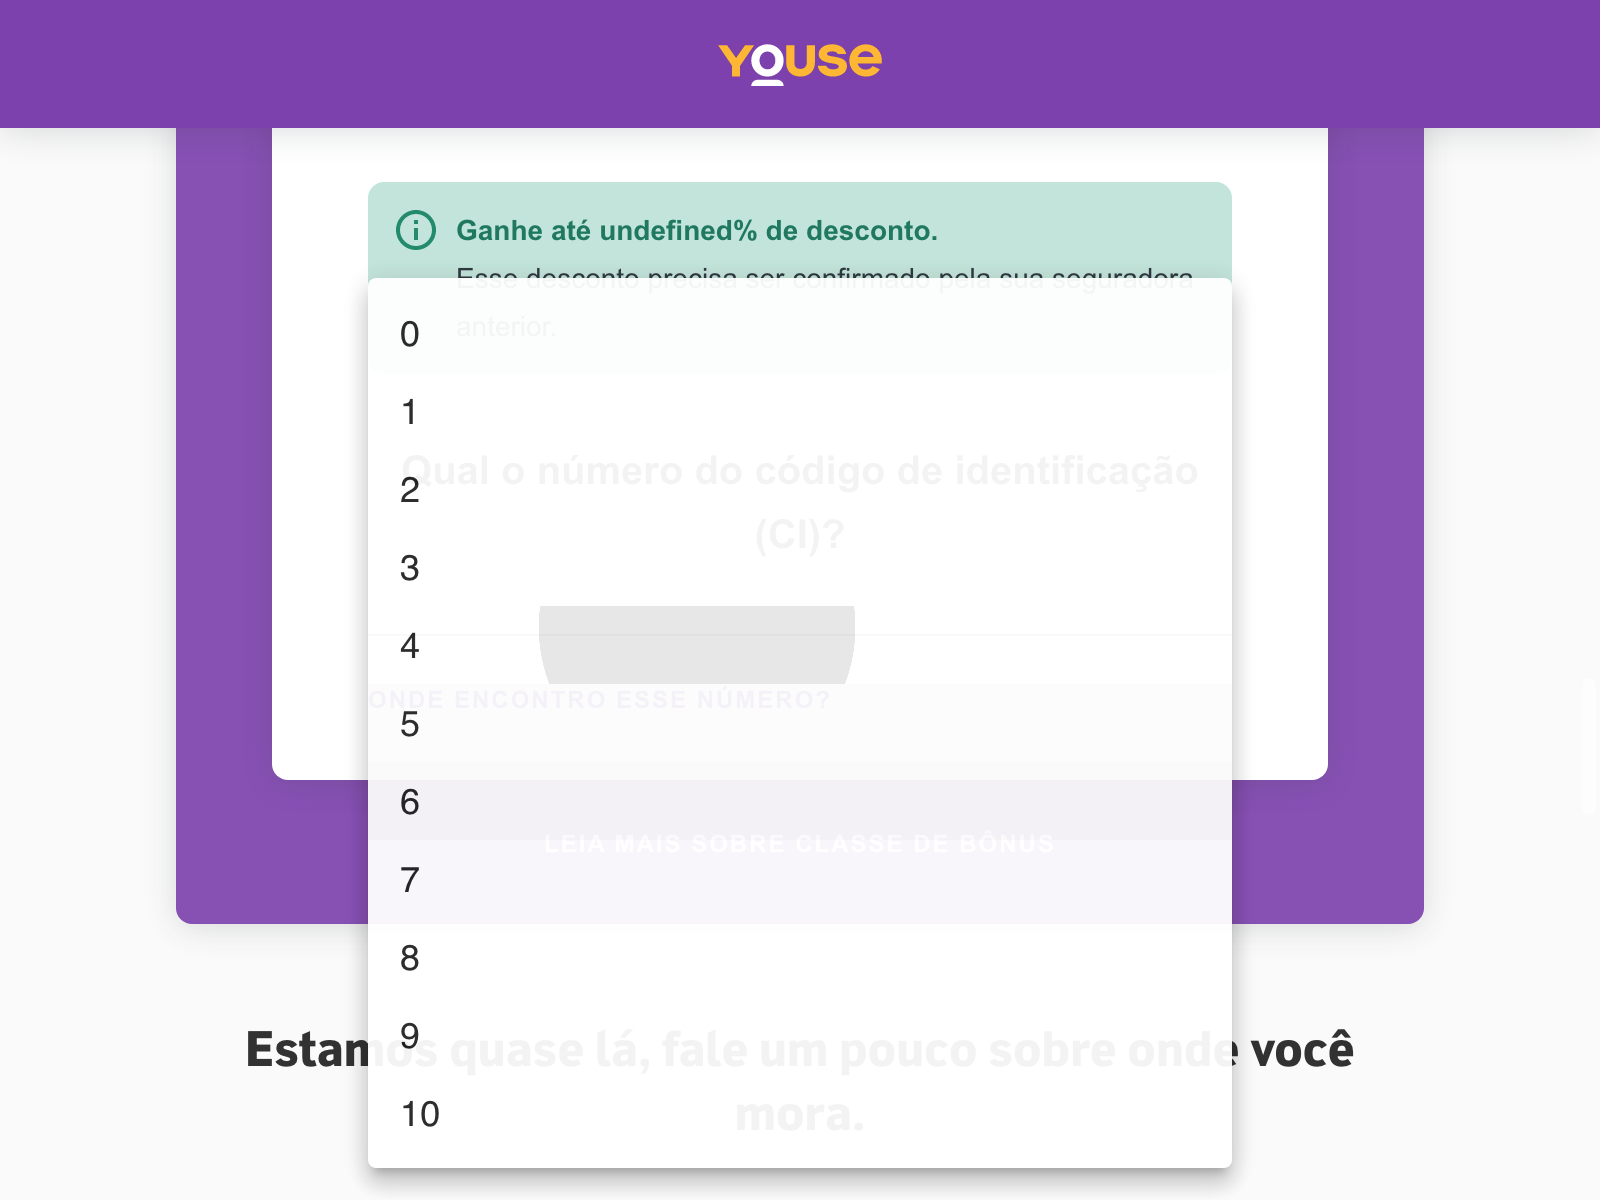 YOUSE
Ganhe até undefined% de desconto.
Esse desconto precisa ser confirmado pela sua seguradora
anterior.
0
1
Qual o número do código de identificação
2
(CI)?
3
4
ONDE ENCONTRO ESSE NÚMERO?
5
6
LEIA MAIS SOBRE CLASSE DE BÔNUS
7
8
9
Estamos quase lá, fale um pouco sobre onde você
mora.
10